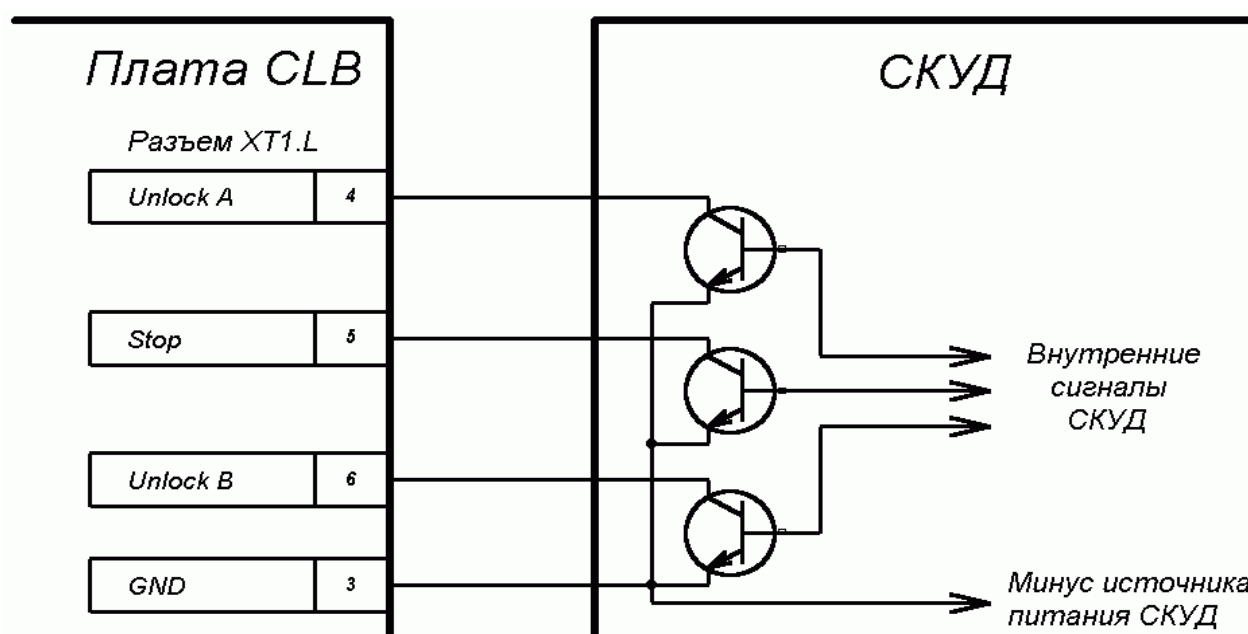 Плата CLB
СКУД
Разъем XT1.L
Unlock A 4
Stop 5
Unlock B 6
GND 3
Внутренние
сигналы
СКУД
Минус источника
питания СКУД